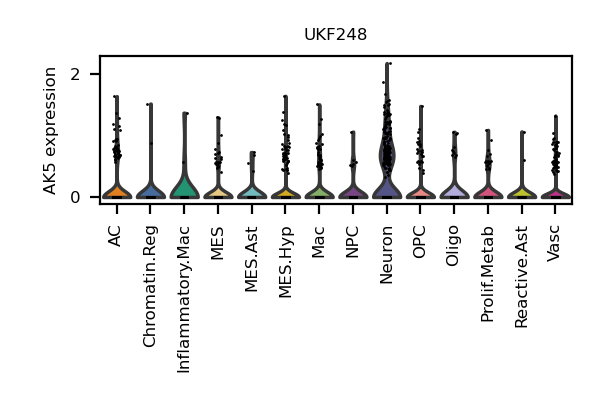 UKF248
AK5 expression
2
0
AC
Chromatin.Reg
Inflammatory.Mac
MES
MES.Ast
MES.Hyp
Mac
NPC
Neuron
OPC
Oligo
Prolif.Metab
Reactive.Ast
Vasc